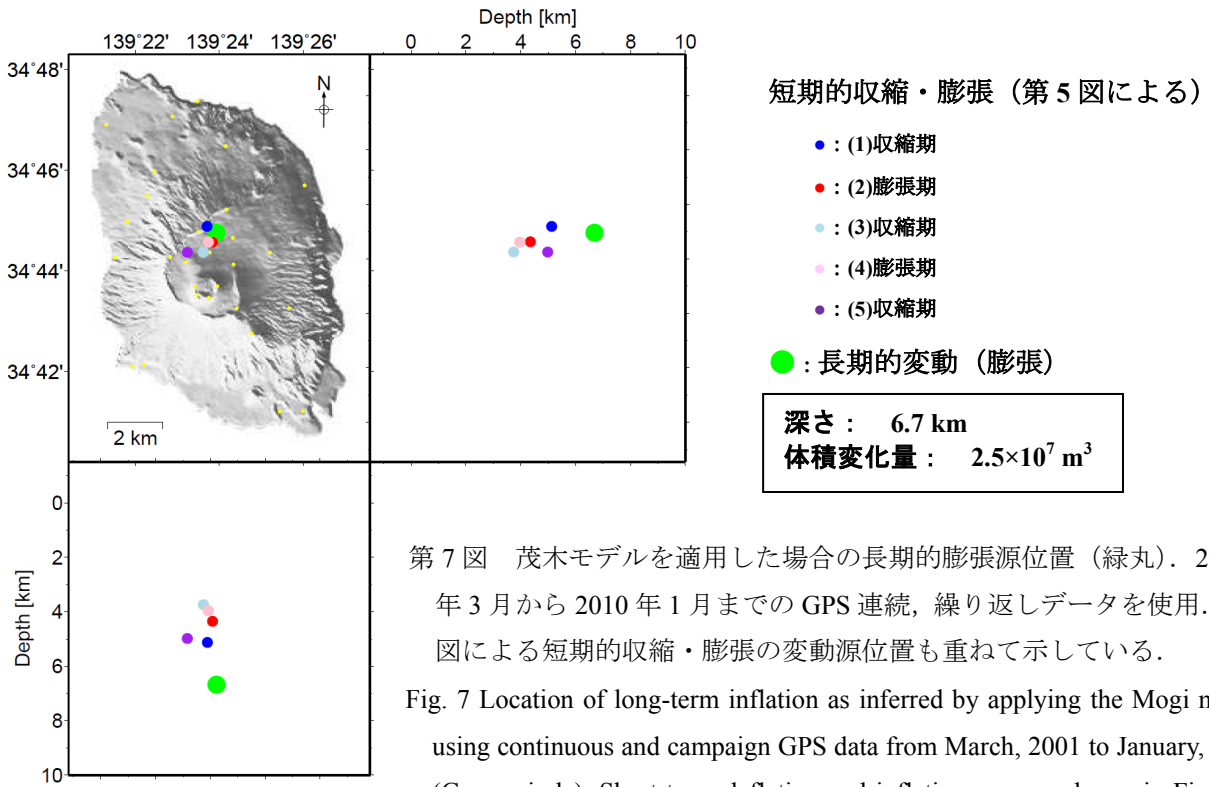 Depth [km]
139˚22' 139˚24' 139˚26'
0 2 4 6 8 10
34˚48'
34˚46'
34˚44'
34˚42'
N
2 km
0
2
4
6
8
10
Depth [km]
短期的収縮・膨張（第 5 図による）
: (1)収縮期
: (2)膨張期
: (3)収縮期
: (4)膨張期
: (5)収縮期
: 長期的変動（膨張）
深さ： 6.7 km
体積変化量： 2.5×10⁷ m³
第 7 図 茂木モデルを適用した場合の長期的膨張源位置（緑丸）. 2
年 3 月から 2010 年 1 月までの GPS 連続, 繰り返しデータを使用.
図による短期的収縮・膨張の変動源位置も重ねて示している.
Fig. 7 Location of long-term inflation as inferred by applying the Mogi m
using continuous and campaign GPS data from March, 2001 to January,